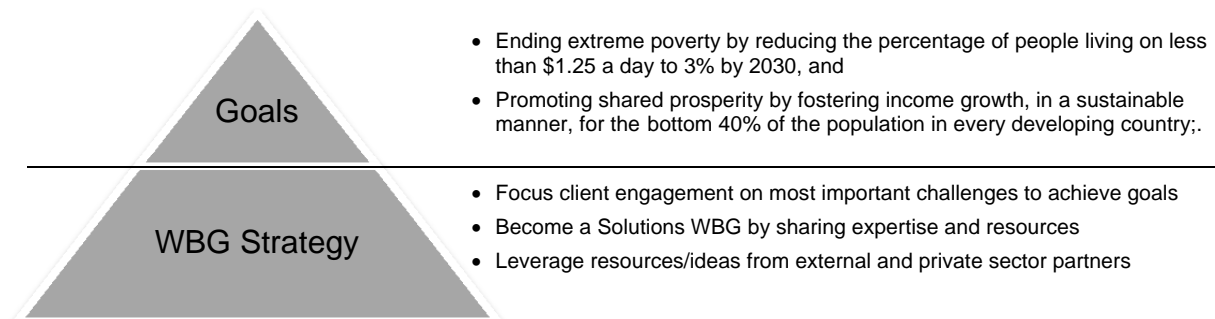 Goals
• Ending extreme poverty by reducing the percentage of people living on less
than $1.25 a day to 3% by 2030, and
• Promoting shared prosperity by fostering income growth, in a sustainable
manner, for the bottom 40% of the population in every developing country;.
WBG Strategy
• Focus client engagement on most important challenges to achieve goals
• Become a Solutions WBG by sharing expertise and resources
• Leverage resources/ideas from external and private sector partners